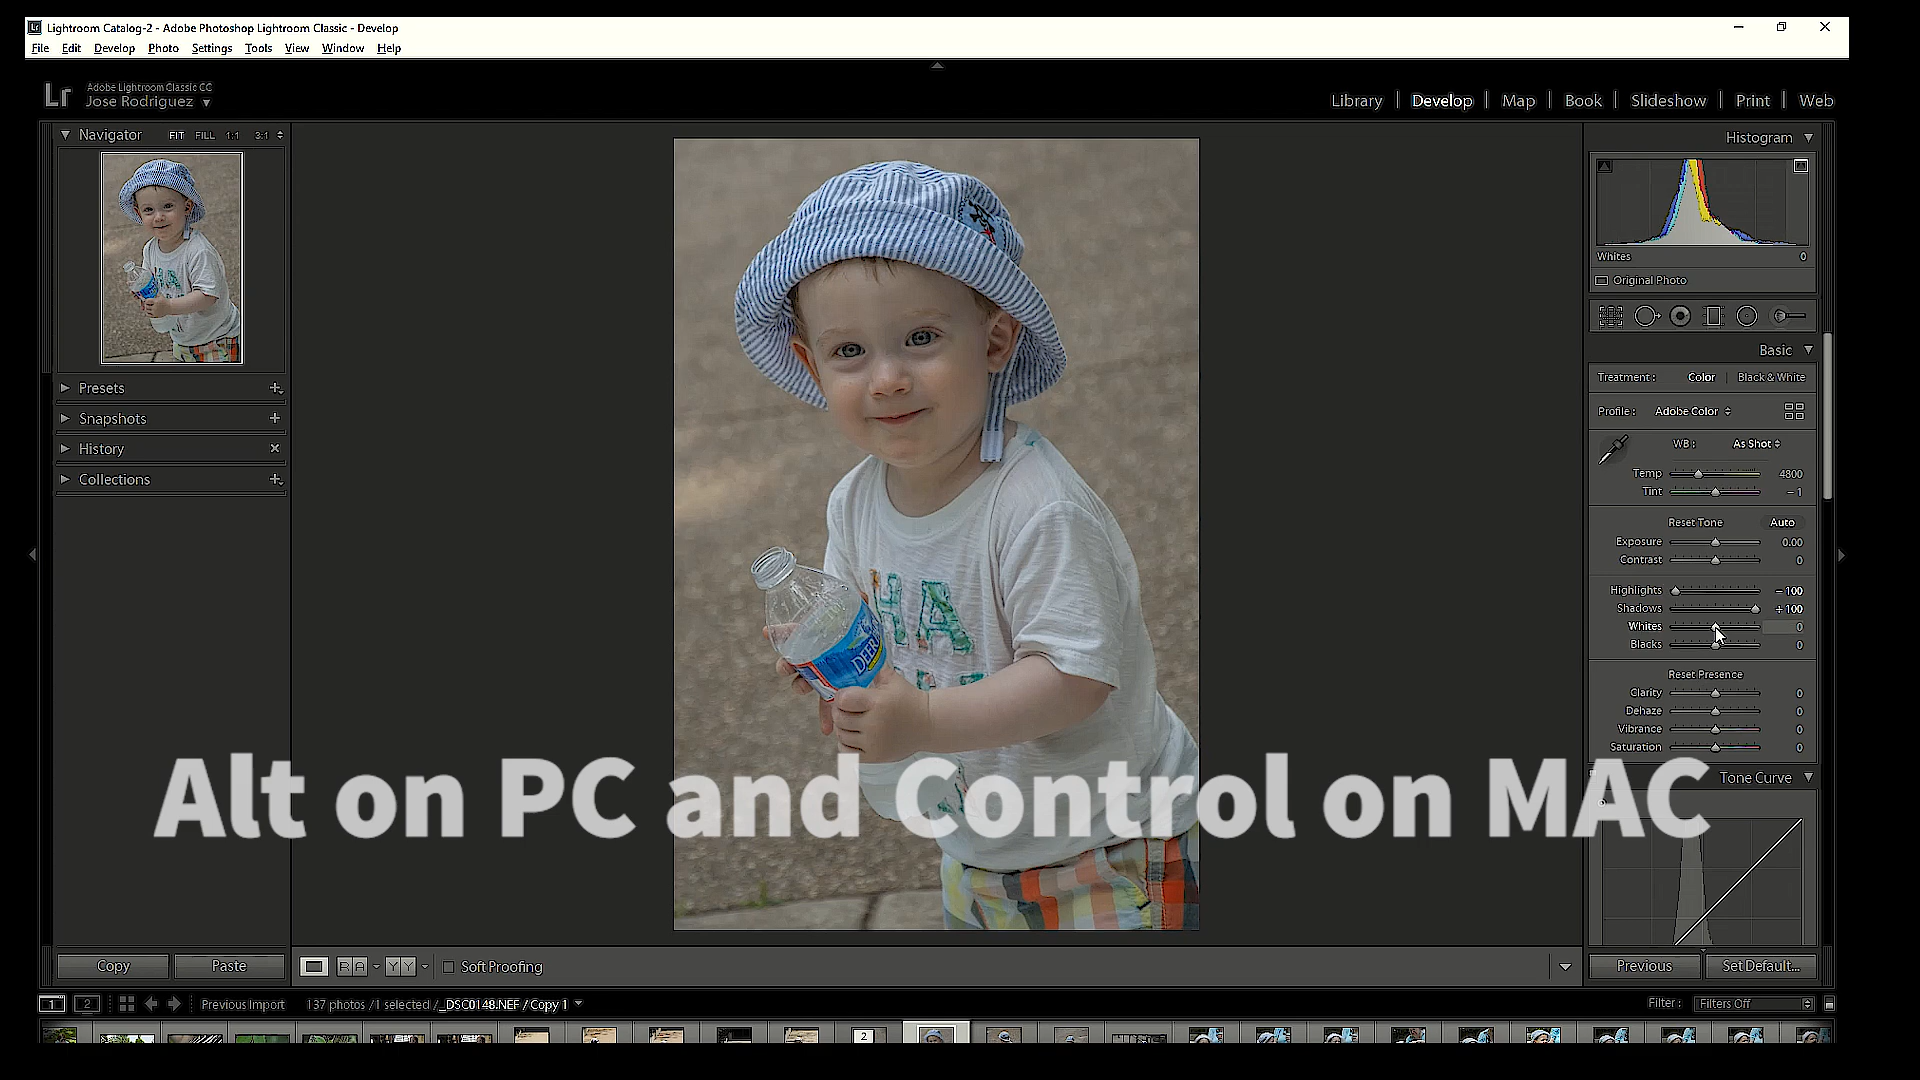 Lightroom Catalog-2 - Adobe Photoshop Lightroom Classic - Develop
File Edit Develop Photo Settings Tools View Window Help
Lr
Adobe Lightroom Classic CC
Jose Rodriguez
Library Develop Map Book Slideshow Print Web
Navigator FIT FILL 1:1 3:1
Presets
Snapshots
History
Collections
HA
DEER
Histogram
Whites 0
Original Photo
Basic
Treatment : Color Black & White
Profile : Adobe Color
WB : As Shot
Temp 4800
Tint - 1
Reset Tone Auto
Exposure 0.00
Contrast 0
Highlights - 100
Shadows + 100
Whites 0
Blacks 0
Reset Presence
Clarity 0
Dehaze 0
Vibrance 0
Saturation 0
Tone Curve
Alt on PC and Control on MAC
Copy Paste
R A Y Y Soft Proofing
Previous Set Default...
1 2 Previous Import 137 photos / 1 selected / _DSC0148.NEF / Copy 1
Filter : Filters Off
2